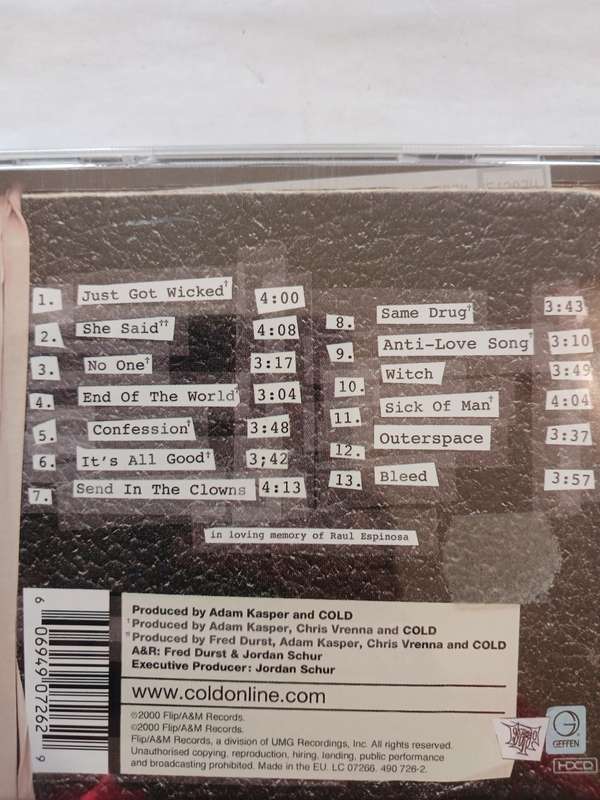 1. Just Got Wicked† 4:00
2. She Said†† 4:08
3. No One† 3:17
4. End Of The World† 3:04
5. Confession† 3:48
6. It's All Good† 3;42
7. Send In The Clowns 4:13
8. Same Drug† 3:43
9. Anti-Love Song† 3:10
10. Witch 3:49
11. Sick Of Man† 4:04
12. Outerspace 3:37
13. Bleed 3:57
in loving memory of Raul Espinosa
Produced by Adam Kasper and COLD
†Produced by Adam Kasper, Chris Vrenna and COLD
††Produced by Fred Durst, Adam Kasper, Chris Vrenna and COLD
A&R: Fred Durst & Jordan Schur
Executive Producer: Jordan Schur
www.coldonline.com
℗2000 Flip/A&M Records.
©2000 Flip/A&M Records.
Flip/A&M Records, a division of UMG Recordings, Inc. All rights reserved.
Unauthorised copying, reproduction, hiring, lending, public performance
and broadcasting prohibited. Made in the EU. LC 07266. 490 726-2.
6 06949 07262 9
GEFFEN
HDCD